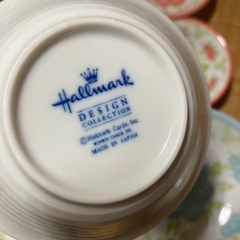 Hallmark
DESIGN
COLLECTION
©Hallmark Cards, Inc.
MADE IN JAPAN